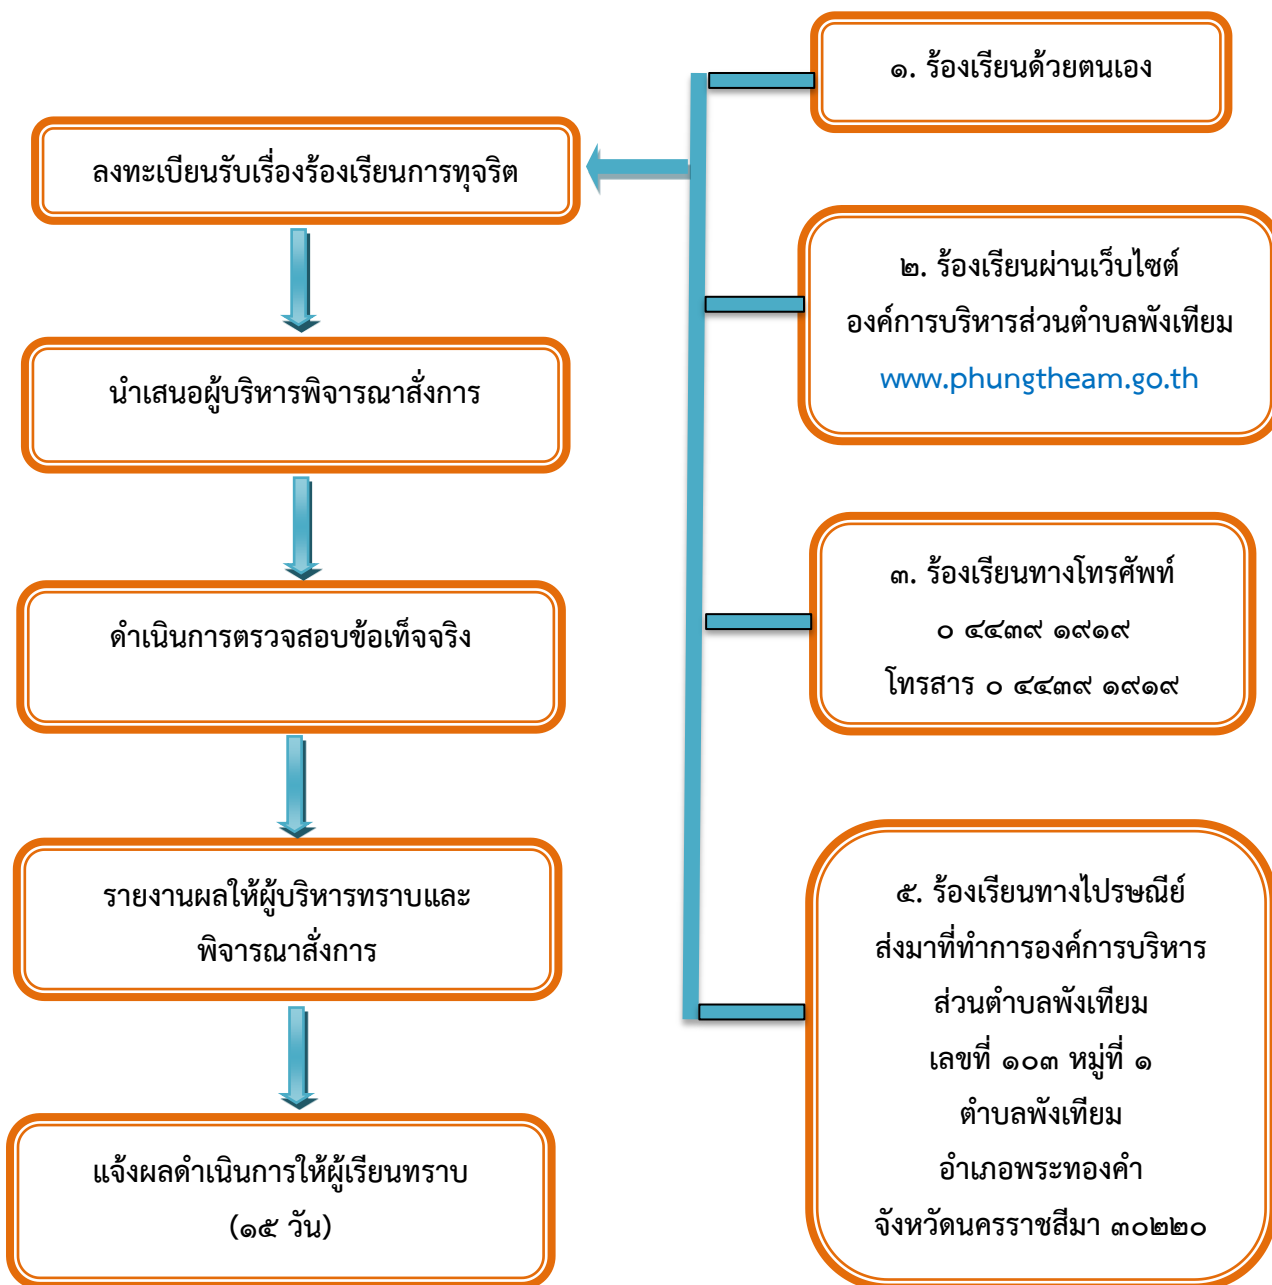 ๑. ร้องเรียนด้วยตนเอง
ลงทะเบียนรับเรื่องร้องเรียนการทุจริต
๒. ร้องเรียนผ่านเว็บไซต์
องค์การบริหารส่วนตำบลพังเทียม
www.phungtheam.go.th
นำเสนอผู้บริหารพิจารณาสั่งการ
๓. ร้องเรียนทางโทรศัพท์
๐ ๔๔๓๙ ๑๙๑๙
โทรสาร ๐ ๔๔๓๙ ๑๙๑๙
ดำเนินการตรวจสอบข้อเท็จจริง
รายงานผลให้ผู้บริหารทราบและ
พิจารณาสั่งการ
๕. ร้องเรียนทางไปรษณีย์
ส่งมาที่ทำการองค์การบริหาร
ส่วนตำบลพังเทียม
เลขที่ ๑๐๓ หมู่ที่ ๑
ตำบลพังเทียม
อำเภอพระทองคำ
จังหวัดนครราชสีมา ๓๐๒๒๐
แจ้งผลดำเนินการให้ผู้เรียนทราบ
(๑๕ วัน)